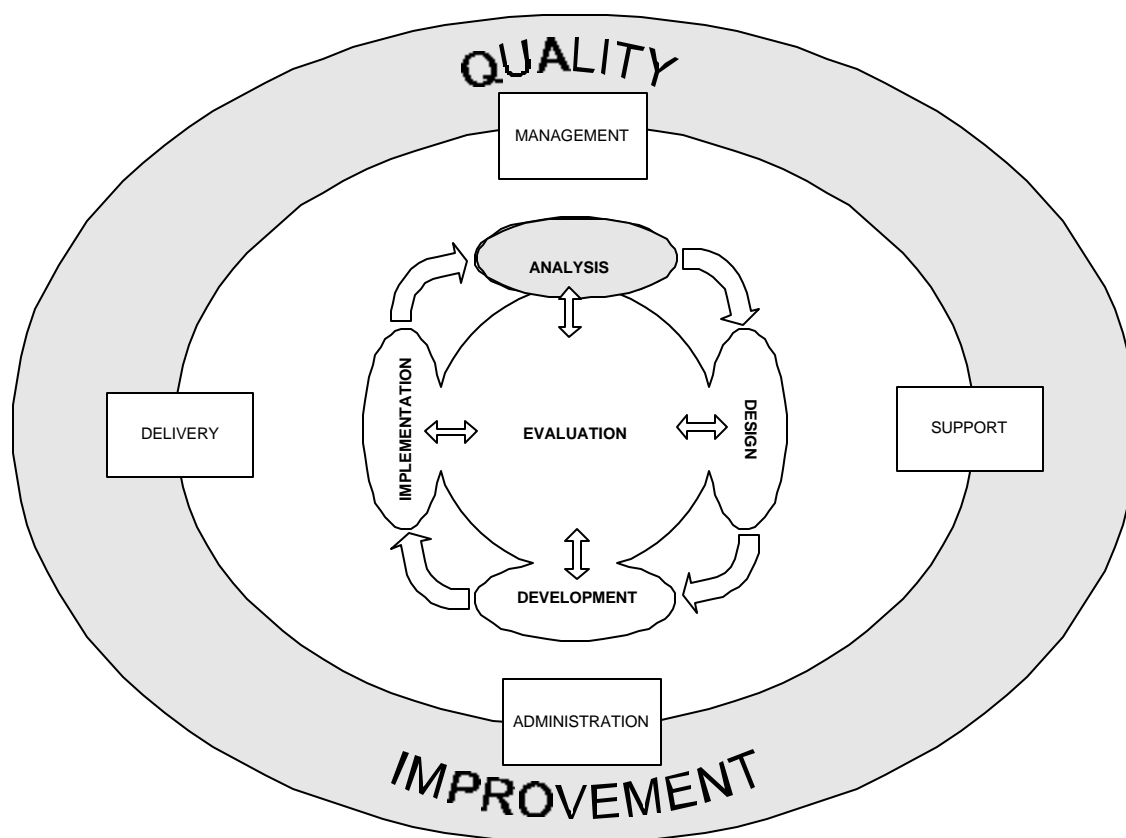 QUALITY
MANAGEMENT
ANALYSIS
IMPLEMENTATION
DELIVERY
EVALUATION
DESIGN
SUPPORT
DEVELOPMENT
ADMINISTRATION
IMPROVEMENT